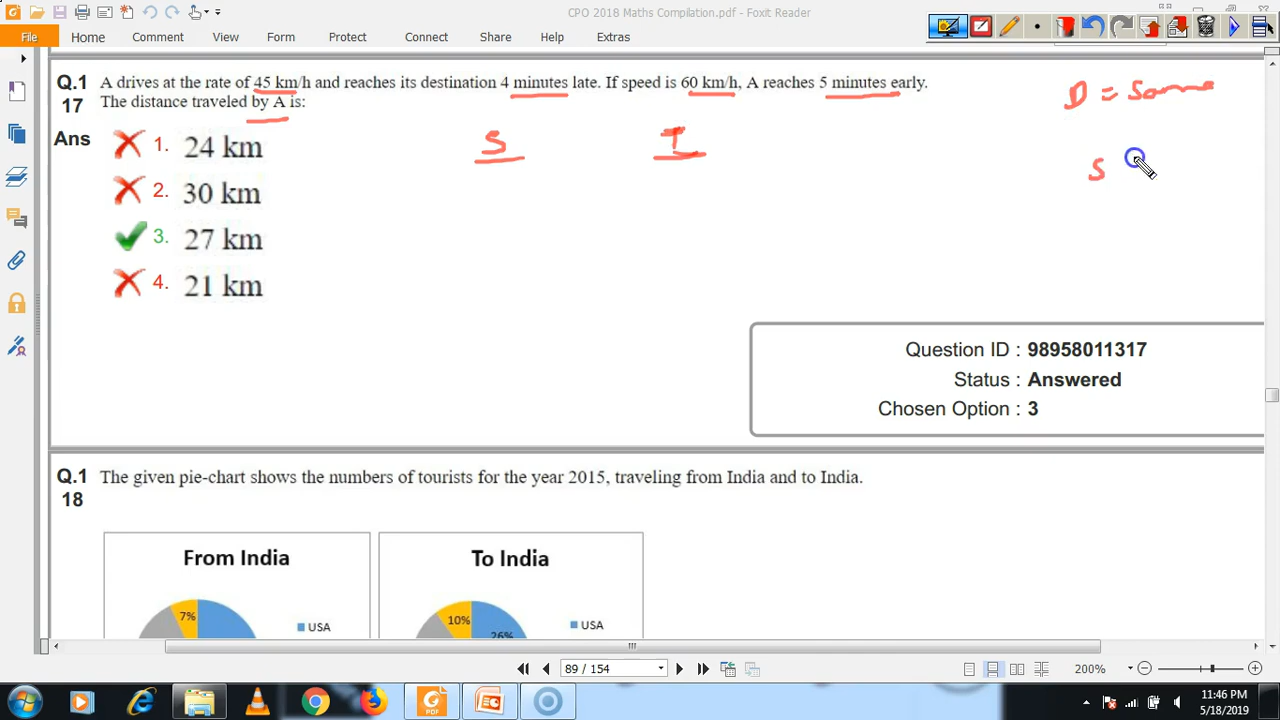 CPO 2018 Maths Compilation.pdf - Foxit Reader
File Home Comment View Form Protect Connect Share Help Extras
Q.1 A drives at the rate of 45 km/h and reaches its destination 4 minutes late. If speed is 60 km/h, A reaches 5 minutes early.
17 The distance traveled by A is:
D = Same
Ans
1. 24 km
S T
S
2. 30 km
3. 27 km
4. 21 km
Question ID : 98958011317
Status : Answered
Chosen Option : 3
Q.1 The given pie-chart shows the numbers of tourists for the year 2015, traveling from India and to India.
18
From India To India
7% USA 10% 26% USA
89 / 154 200%
PDF
11:46 PM
5/18/2019